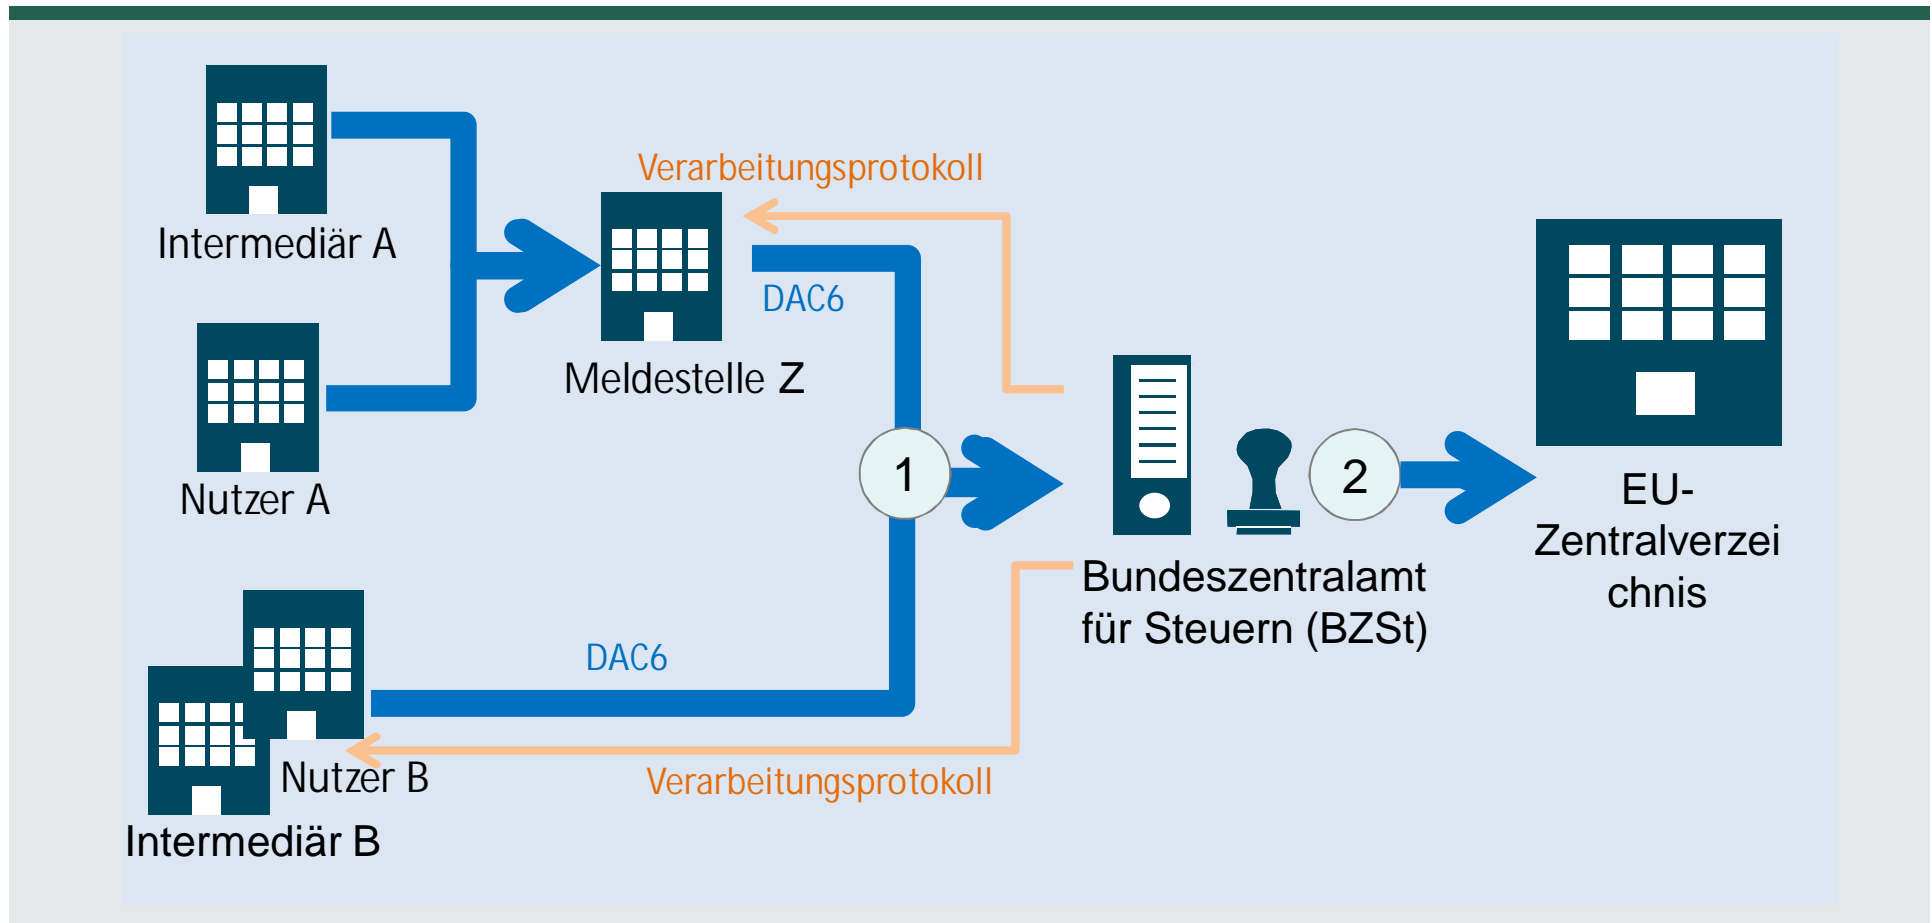 Verarbeitungsprotokoll
Intermediär A
DAC6
Meldestelle Z
Nutzer A
1
2
EU-
Zentralverzei
chnis
Bundeszentralamt
für Steuern (BZSt)
DAC6
Nutzer B
Verarbeitungsprotokoll
Intermediär B